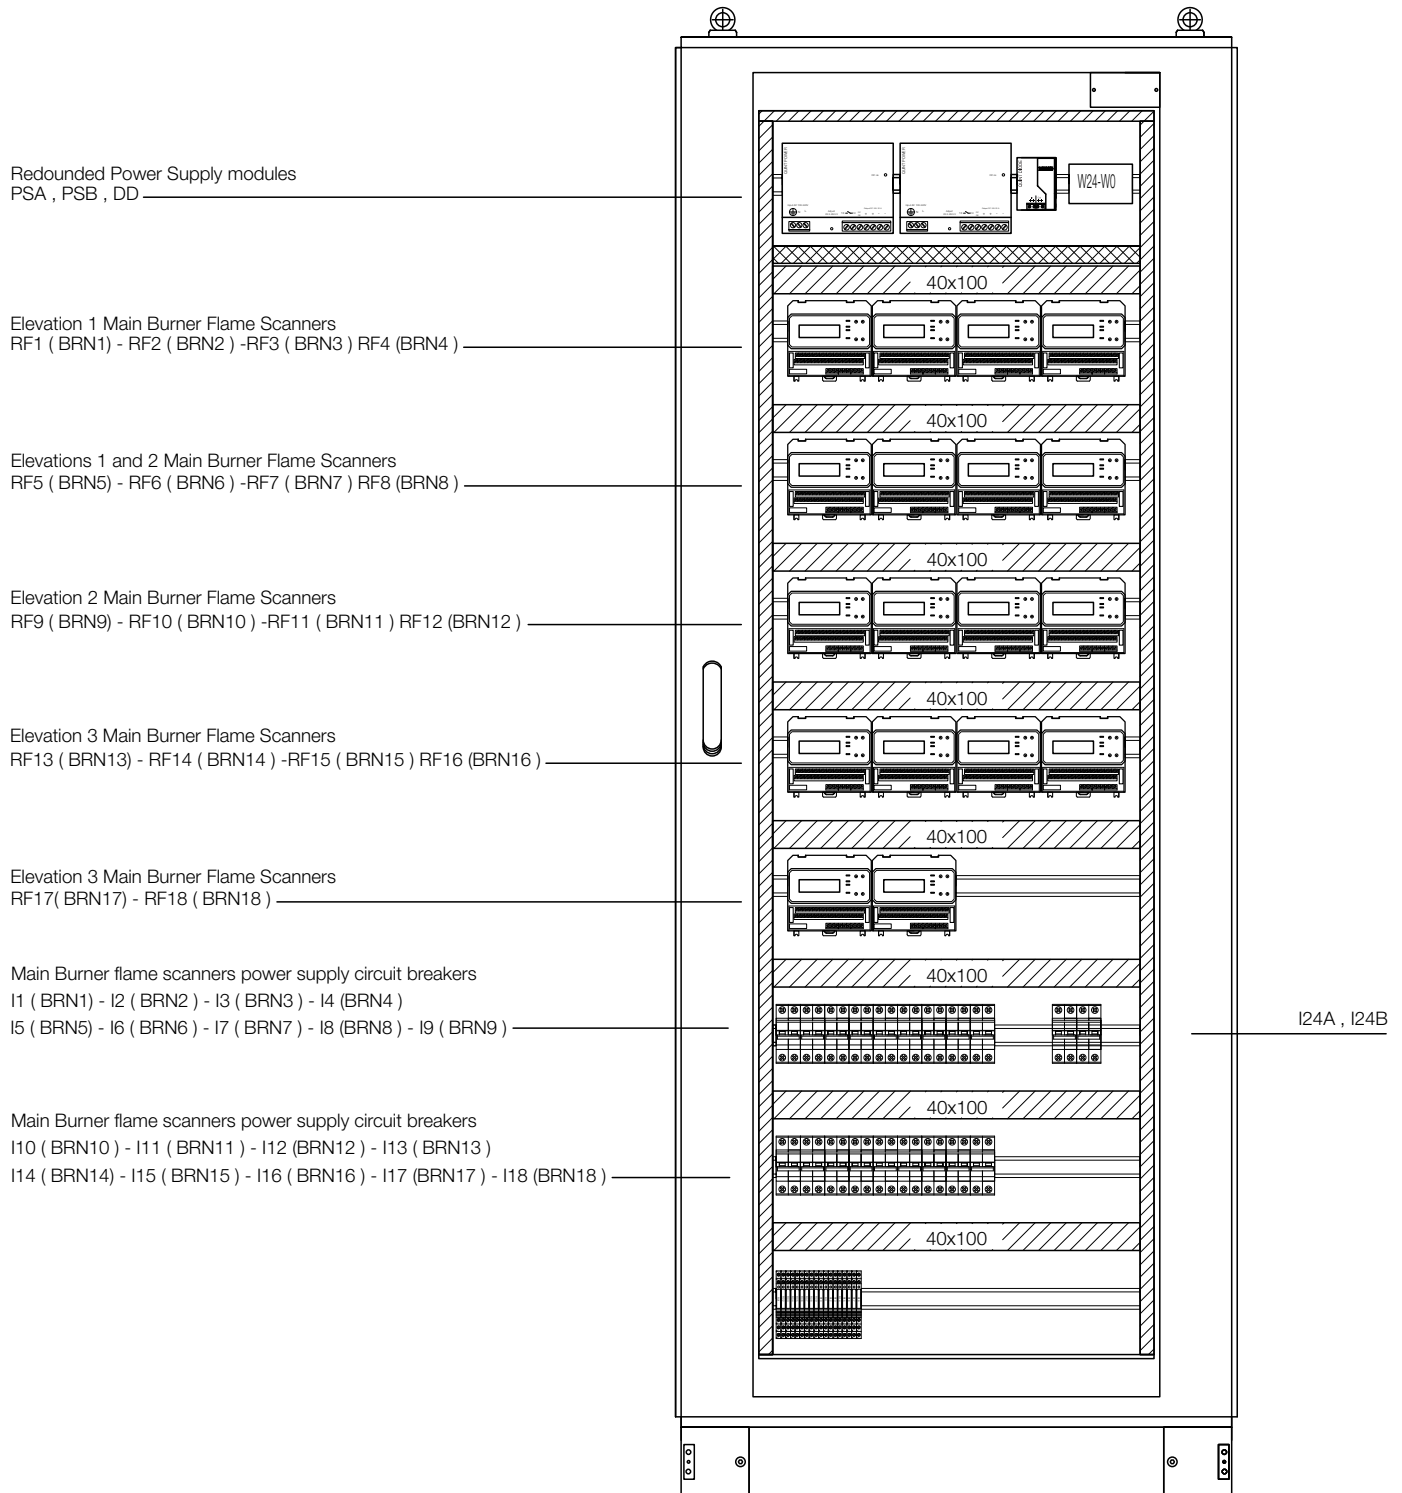 Redounded Power Supply modules
PSA , PSB , DD
W24-W0
40x100
Elevation 1 Main Burner Flame Scanners
RF1 ( BRN1) - RF2 ( BRN2 ) -RF3 ( BRN3 ) RF4 (BRN4 )
40x100
Elevations 1 and 2 Main Burner Flame Scanners
RF5 ( BRN5) - RF6 ( BRN6 ) -RF7 ( BRN7 ) RF8 (BRN8 )
40x100
Elevation 2 Main Burner Flame Scanners
RF9 ( BRN9) - RF10 ( BRN10 ) -RF11 ( BRN11 ) RF12 (BRN12 )
40x100
Elevation 3 Main Burner Flame Scanners
RF13 ( BRN13) - RF14 ( BRN14 ) -RF15 ( BRN15 ) RF16 (BRN16 )
40x100
Elevation 3 Main Burner Flame Scanners
RF17( BRN17) - RF18 ( BRN18 )
40x100
Main Burner flame scanners power supply circuit breakers
I1 ( BRN1) - I2 ( BRN2 ) - I3 ( BRN3 ) - I4 (BRN4 )
I5 ( BRN5) - I6 ( BRN6 ) - I7 ( BRN7 ) - I8 (BRN8 ) - I9 ( BRN9 )
I24A , I24B
40x100
Main Burner flame scanners power supply circuit breakers
I10 ( BRN10 ) - I11 ( BRN11 ) - I12 (BRN12 ) - I13 ( BRN13 )
I14 ( BRN14) - I15 ( BRN15 ) - I16 ( BRN16 ) - I17 (BRN17 ) - I18 (BRN18 )
40x100